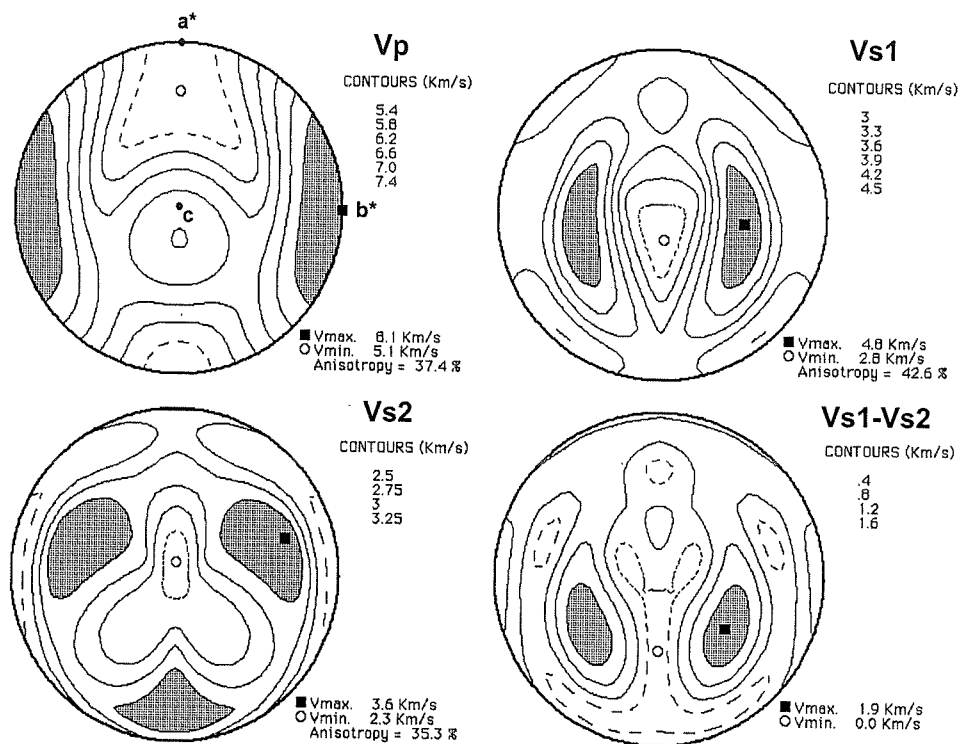 a*
Vp
CONTOURS (Km/s)
5.4
5.8
6.2
6.6
7.0
7.4
b*
c
Vmax. 8.1 Km/s
Vmin. 5.1 Km/s
Anisotropy = 37.4 %
Vs1
CONTOURS (Km/s)
3
3.3
3.6
3.9
4.2
4.5
Vmax. 4.8 Km/s
Vmin. 2.8 Km/s
Anisotropy = 42.6 %
Vs2
CONTOURS (Km/s)
2.5
2.75
3
3.25
Vmax. 3.6 Km/s
Vmin. 2.3 Km/s
Anisotropy = 35.3 %
Vs1-Vs2
CONTOURS (Km/s)
.4
.8
1.2
1.6
Vmax. 1.9 Km/s
Vmin. 0.0 Km/s